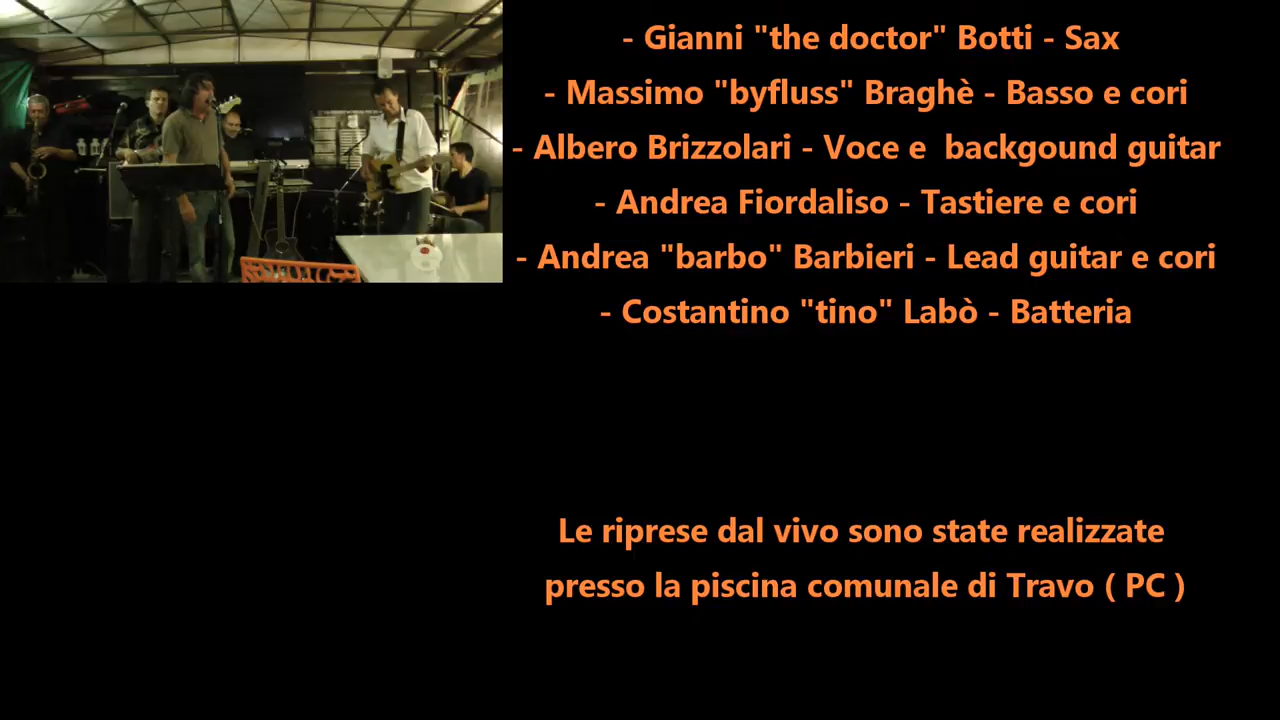 - Gianni "the doctor" Botti - Sax
- Massimo "byfluss" Braghè - Basso e cori
- Albero Brizzolari - Voce e  backgound guitar
- Andrea Fiordaliso - Tastiere e cori
- Andrea "barbo" Barbieri - Lead guitar e cori
- Costantino "tino" Labò - Batteria
Le riprese dal vivo sono state realizzate
presso la piscina comunale di Travo ( PC )